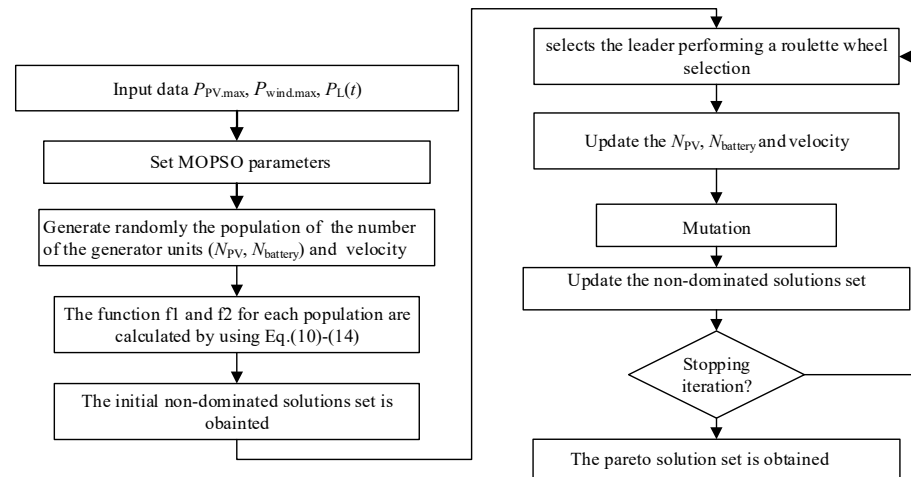 Input data P_PV.max, P_wind.max, P_L(t)
Set MOPSO parameters
Generate randomly the population of the number
of the generator units (N_PV, N_battery) and velocity
The function f1 and f2 for each population are
calculated by using Eq.(10)-(14)
The initial non-dominated solutions set is
obainted
selects the leader performing a roulette wheel
selection
Update the N_PV, N_battery and velocity
Mutation
Update the non-dominated solutions set
Stopping
iteration?
The pareto solution set is obtained